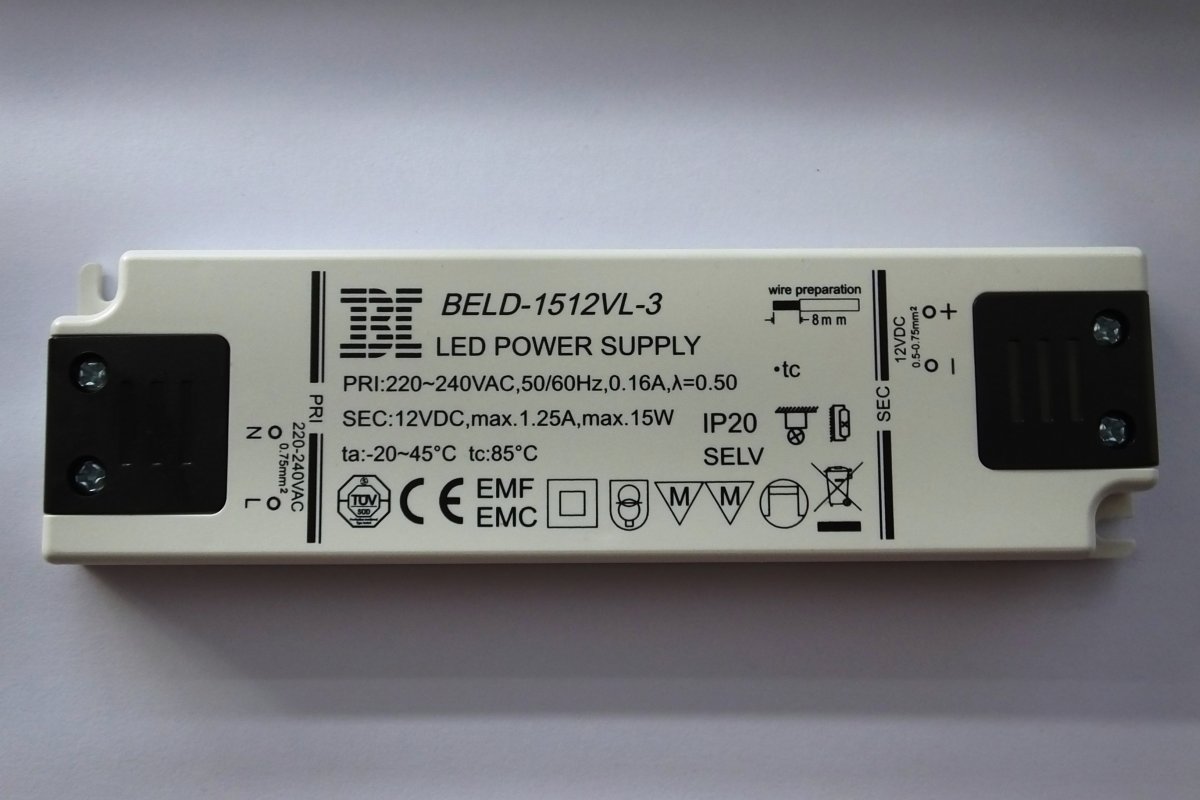 BELD-1512VL-3
LED POWER SUPPLY
PRI:220~240VAC,50/60Hz,0.16A,λ=0.50
SEC:12VDC,max.1.25A,max.15W
ta:-20~45°C tc:85°C
TÜV
SÜD
CE
EMF
EMC
M
M
IP20
SELV
•tc
wire preparation
8mm
PRI
220-240VAC
0.75mm²
N
L
SEC
12VDC
0.5-0.75mm²
+
−